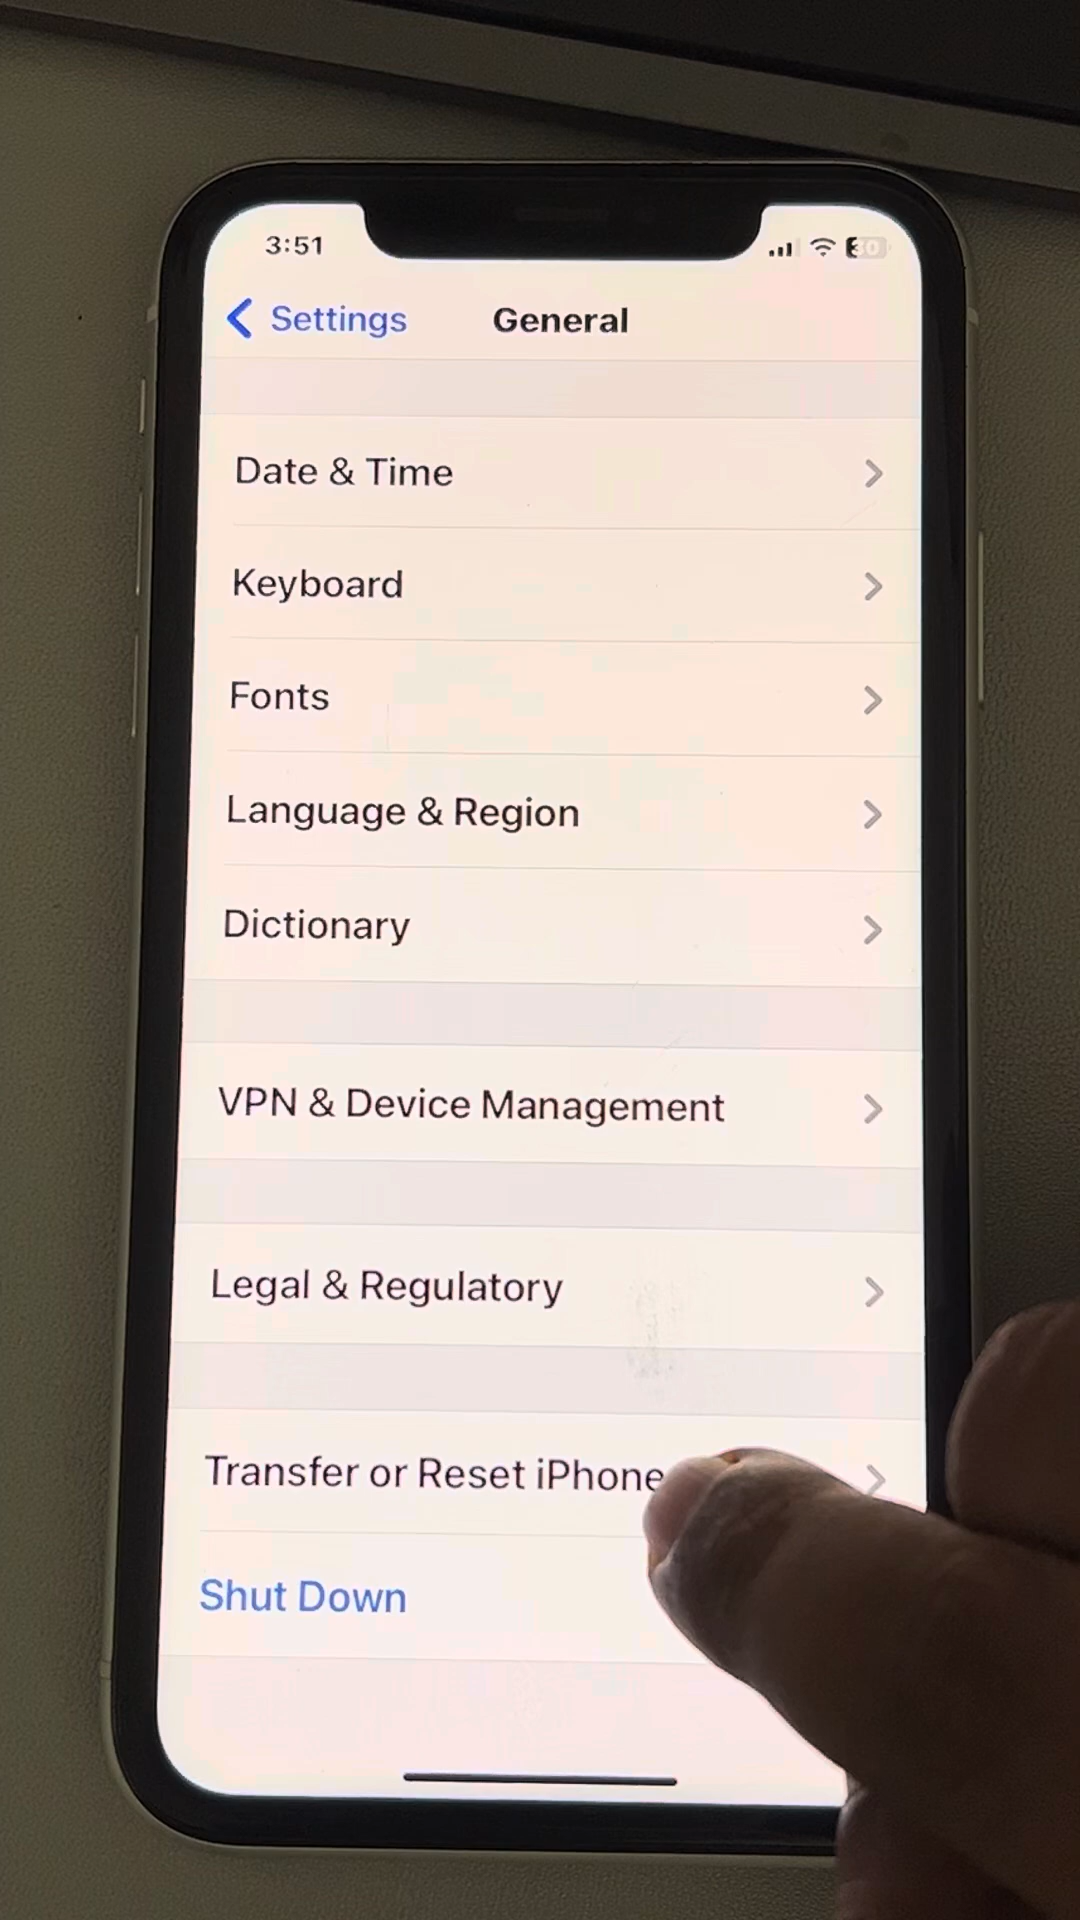 3:51
30
Settings
General
Date & Time
Keyboard
Fonts
Language & Region
Dictionary
VPN & Device Management
Legal & Regulatory
Transfer or Reset iPhone
Shut Down